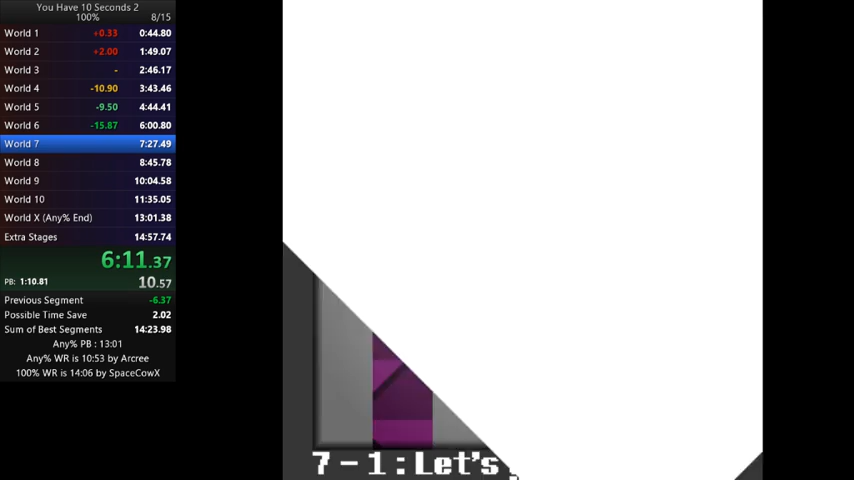 You Have 10 Seconds 2
100% 8/15
World 1 +0.33 0:44.80
World 2 +2.00 1:49.07
World 3 - 2:46.17
World 4 -10.90 3:43.46
World 5 -9.50 4:44.41
World 6 -15.87 6:00.80
World 7 7:27.49
World 8 8:45.78
World 9 10:04.58
World 10 11:35.05
World X (Any% End) 13:01.38
Extra Stages 14:57.74
6:11.37
PB: 1:10.81 10.57
Previous Segment -6.37
Possible Time Save 2.02
Sum of Best Segments 14:23.98
Any% PB : 13:01
Any% WR is 10:53 by Arcree
100% WR is 14:06 by SpaceCowX
7-1:Let's